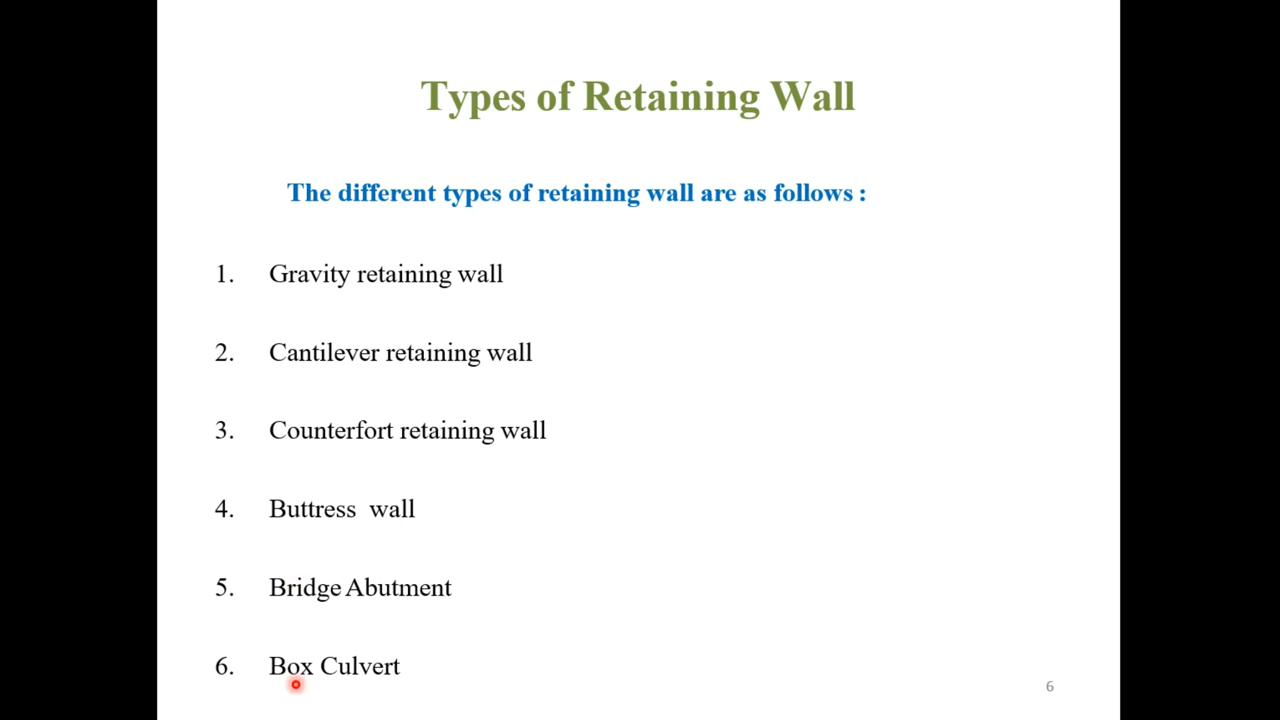 Types of Retaining Wall
The different types of retaining wall are as follows :
1. Gravity retaining wall
2. Cantilever retaining wall
3. Counterfort retaining wall
4. Buttress wall
5. Bridge Abutment
6. Box Culvert
6